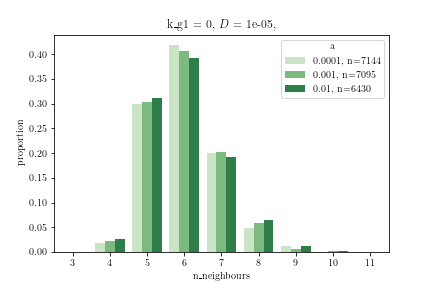 k_g1 = 0, D = 1e-05,
a
0.0001, n=7144
0.001, n=7095
0.01, n=6430
proportion
0.40
0.35
0.30
0.25
0.20
0.15
0.10
0.05
0.00
3 4 5 6 7 8 9 10 11
n_neighbours